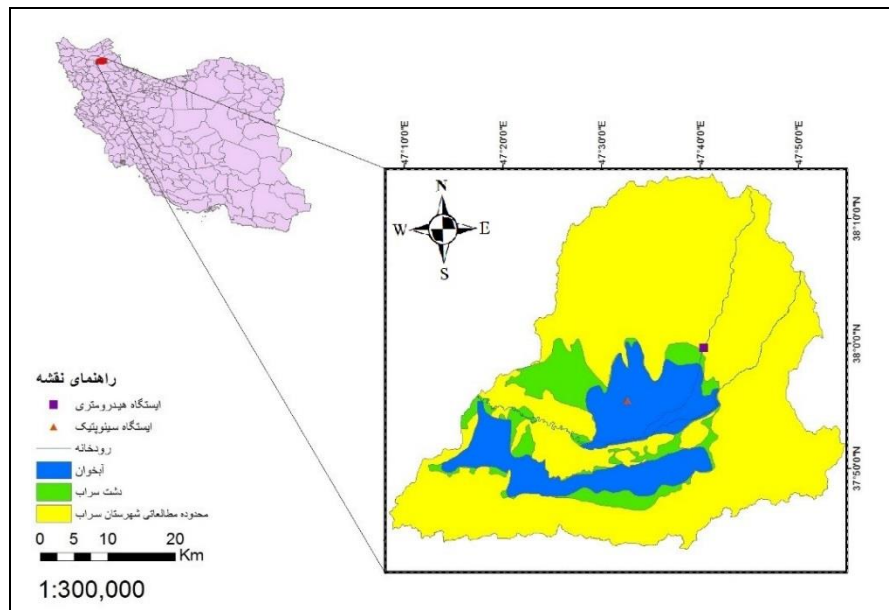 47°10'0"E
47°20'0"E
47°30'0"E
47°40'0"E
47°50'0"E
N
W
E
S
38°10'0"N
38°0'0"N
37°50'0"N
راهنمای نقشه
ایستگاه هیدرومتری
ایستگاه سینوپتیک
رودخانه
آبخوان
دشت سراب
محدوده مطالعاتی شهرستان سراب
0 5 10 20
Km
1:300,000